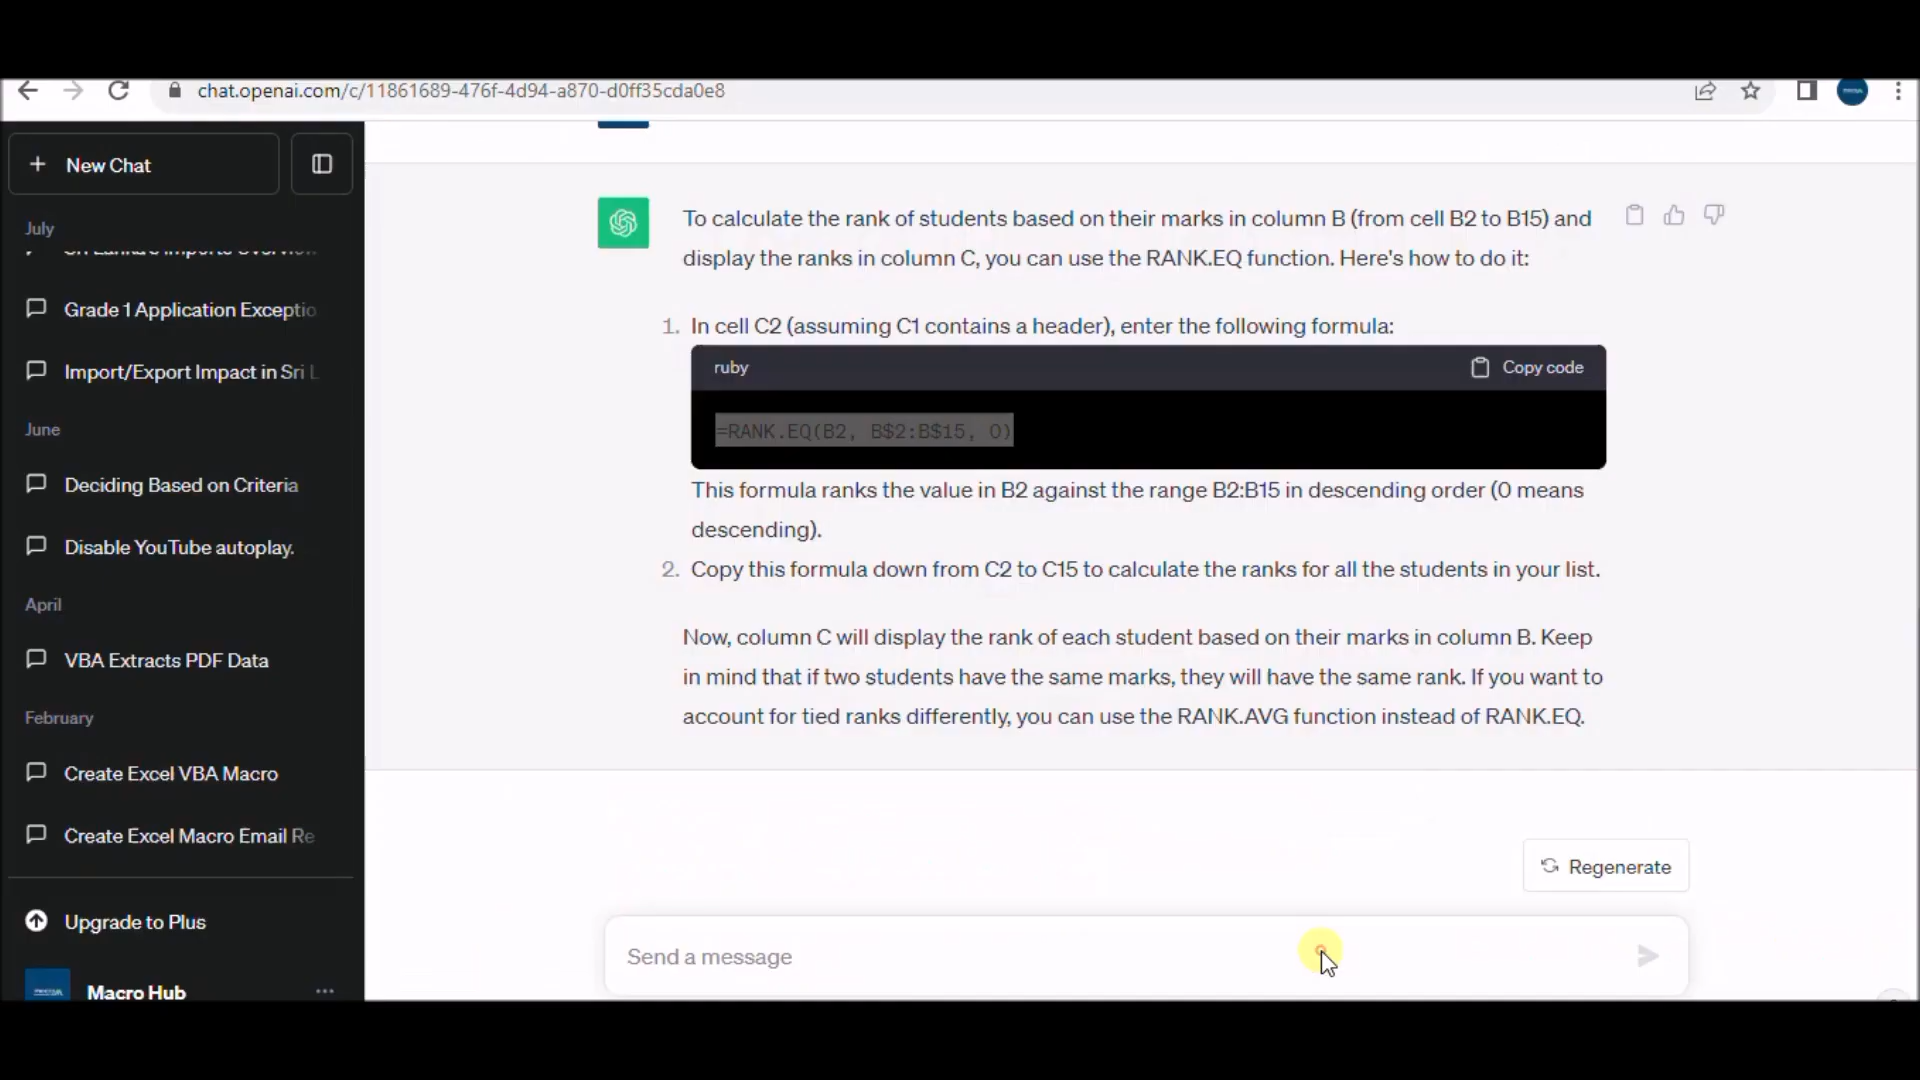 chat.openai.com/c/11861689-476f-4d94-a870-d0ff35cda0e8
New Chat
July
Grade 1 Application Exceptio
Import/Export Impact in Sri L
June
Deciding Based on Criteria
Disable YouTube autoplay.
April
VBA Extracts PDF Data
February
Create Excel VBA Macro
Create Excel Macro Email Re
Upgrade to Plus
Macro Hub
To calculate the rank of students based on their marks in column B (from cell B2 to B15) and
display the ranks in column C, you can use the RANK.EQ function. Here's how to do it:
1. In cell C2 (assuming C1 contains a header), enter the following formula:
ruby
Copy code
=RANK.EQ(B2, B$2:B$15, 0)
This formula ranks the value in B2 against the range B2:B15 in descending order (0 means
descending).
2. Copy this formula down from C2 to C15 to calculate the ranks for all the students in your list.
Now, column C will display the rank of each student based on their marks in column B. Keep
in mind that if two students have the same marks, they will have the same rank. If you want to
account for tied ranks differently, you can use the RANK.AVG function instead of RANK.EQ.
Regenerate
Send a message